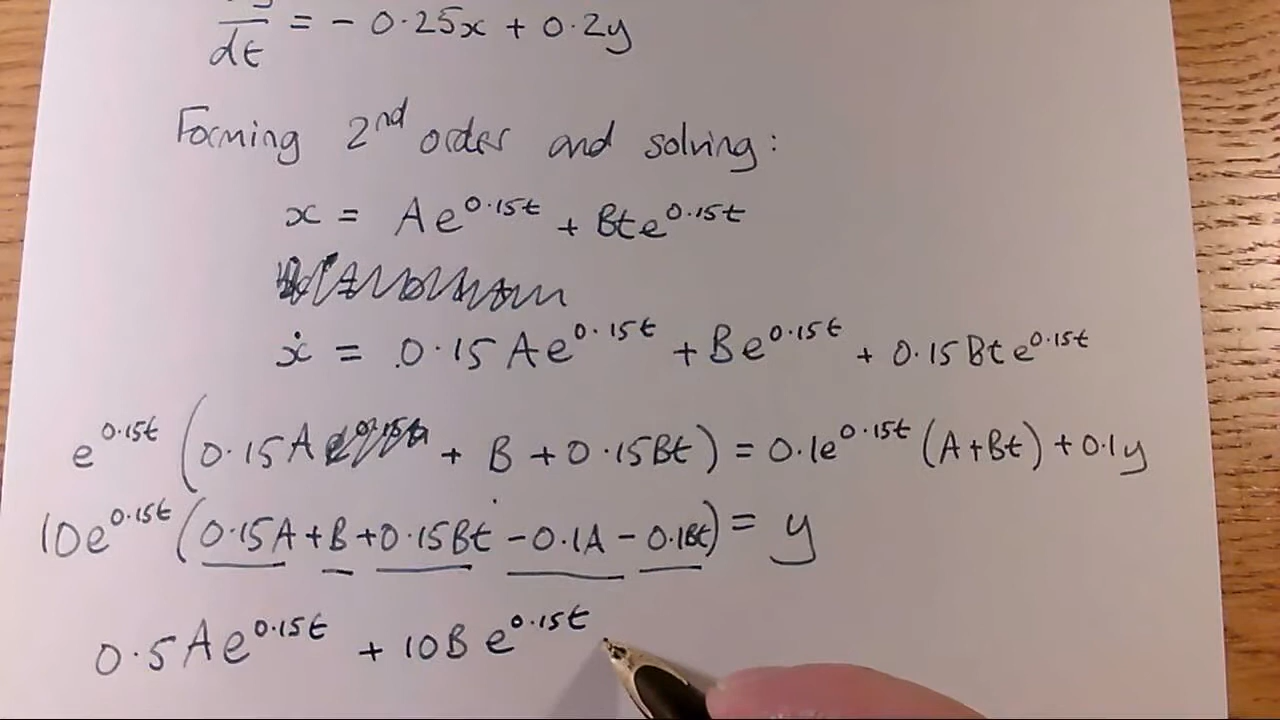 dt = - 0.25x + 0.2y
Forming 2nd order and solving:
x = Ae^0.15t + Bte^0.15t
ẋ = 0.15Ae^0.15t + Be^0.15t + 0.15Bte^0.15t
e^0.15t (0.15A + B + 0.15Bt) = 0.1e^0.15t (A+Bt) + 0.1y
10e^0.15t (0.15A + B + 0.15Bt - 0.1A - 0.1Bt) = y
0.5Ae^0.15t + 10Be^0.15t